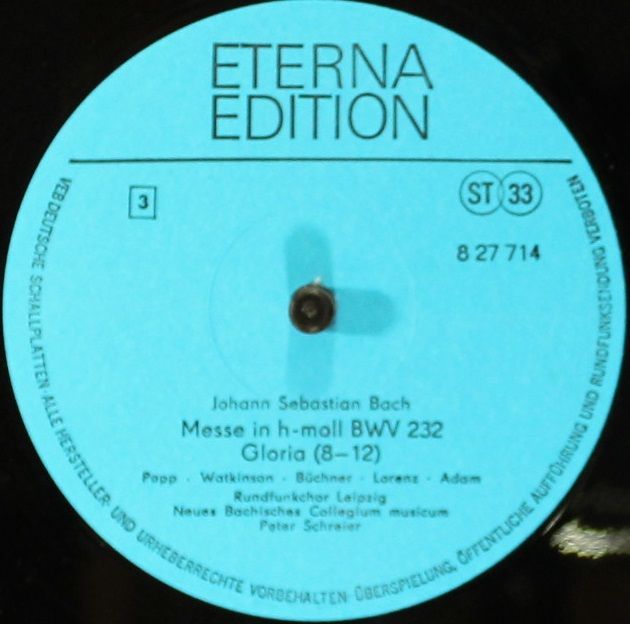 ETERNA
EDITION
3
ST 33
8 27 714
Johann Sebastian Bach
Messe in h-moll BWV 232
Gloria (8–12)
Popp · Watkinson · Büchner · Lorenz · Adam
Rundfunkchor Leipzig
Neues Bachisches Collegium musicum
Peter Schreier
VEB DEUTSCHE SCHALLPLATTEN · ALLE HERSTELLER- UND URHEBERRECHTE VORBEHALTEN · ÜBERSPIELUNG, ÖFFENTLICHE AUFFÜHRUNG UND RUNDFUNKSENDUNG VERBOTEN